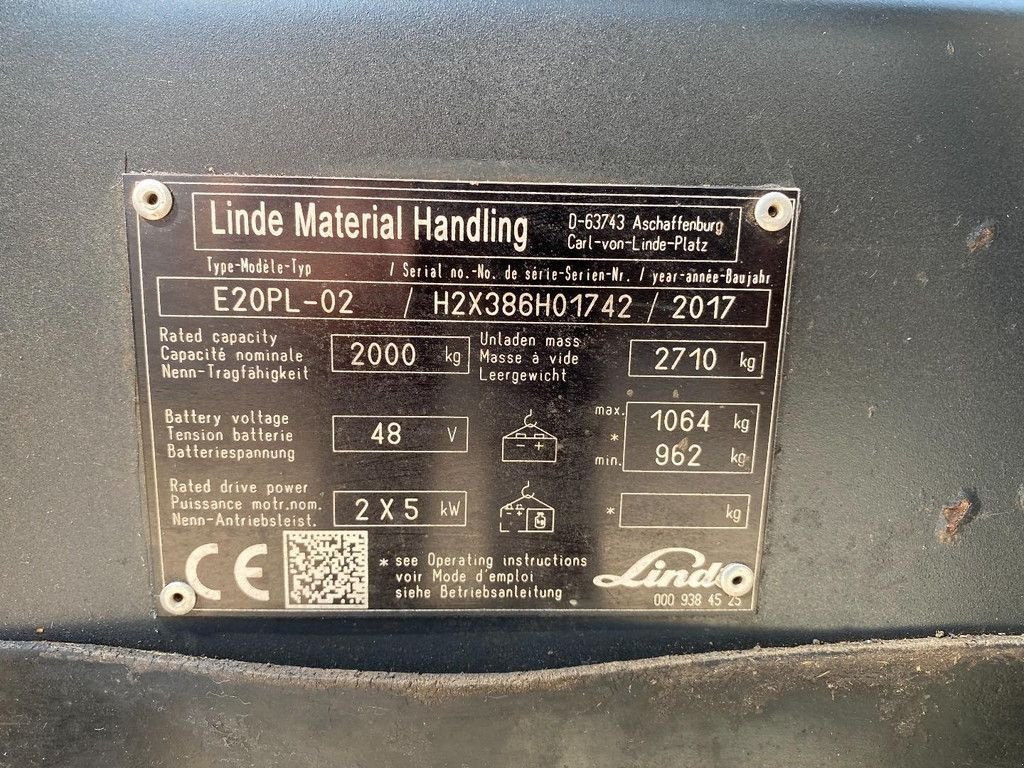 Linde Material Handling
D-63743 Aschaffenburg
Carl-von-Linde-Platz
Type-Modèle-Typ / Serial no.-No. de série-Serien-Nr. / year-année-Baujahr
E20PL-02 / H2X386H01742 / 2017
Rated capacity
Capacité nominale
Nenn-Tragfähigkeit
2000 kg
Unladen mass
Masse à vide
Leergewicht
2710 kg
Battery voltage
Tension batterie
Batteriespannung
48 V
- +
max. 1064 kg
*
min. 962 kg
Rated drive power
Puissance motr.nom.
Nenn-Antriebsleist.
2 X 5 kW
- +
* kg
CE
* see Operating instructions
voir Mode d'emploi
siehe Betriebsanleitung
Linde
000 938 45 25